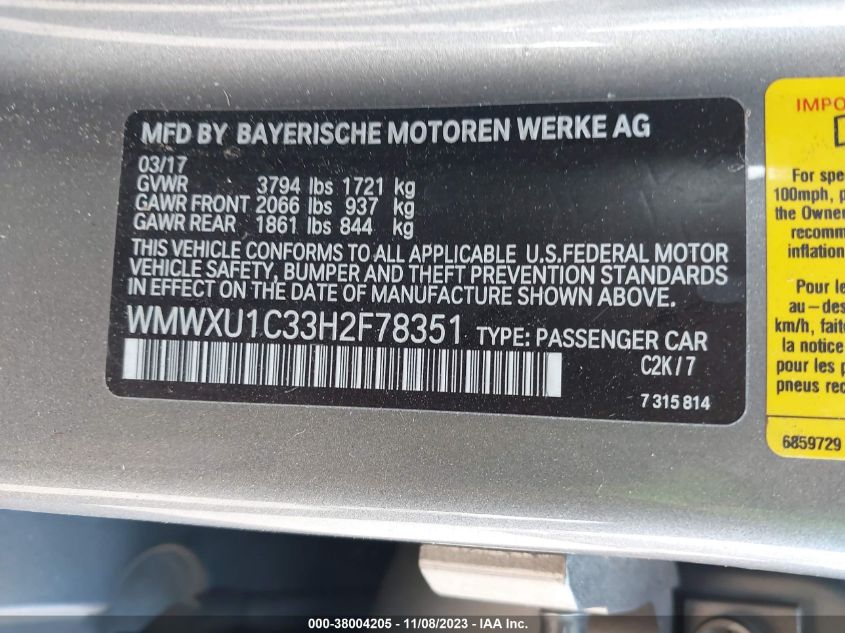 MFD BY BAYERISCHE MOTOREN WERKE AG
03/17
GVWR 3794 lbs 1721 kg
GAWR FRONT 2066 lbs 937 kg
GAWR REAR 1861 lbs 844 kg
THIS VEHICLE CONFORMS TO ALL APPLICABLE U.S.FEDERAL MOTOR
VEHICLE SAFETY, BUMPER AND THEFT PREVENTION STANDARDS
IN EFFECT ON THE DATE OF MANUFACTURE SHOWN ABOVE.
WMWXU1C33H2F78351 TYPE: PASSENGER CAR
C2K/7
7 315 814
For spe
100mph, p
the Owner
recomm
inflation
Pour le
au-des
km/h, fait
la notice
pour les p
pneus rec
6859729
000-38004205 - 11/08/2023 - IAA Inc.